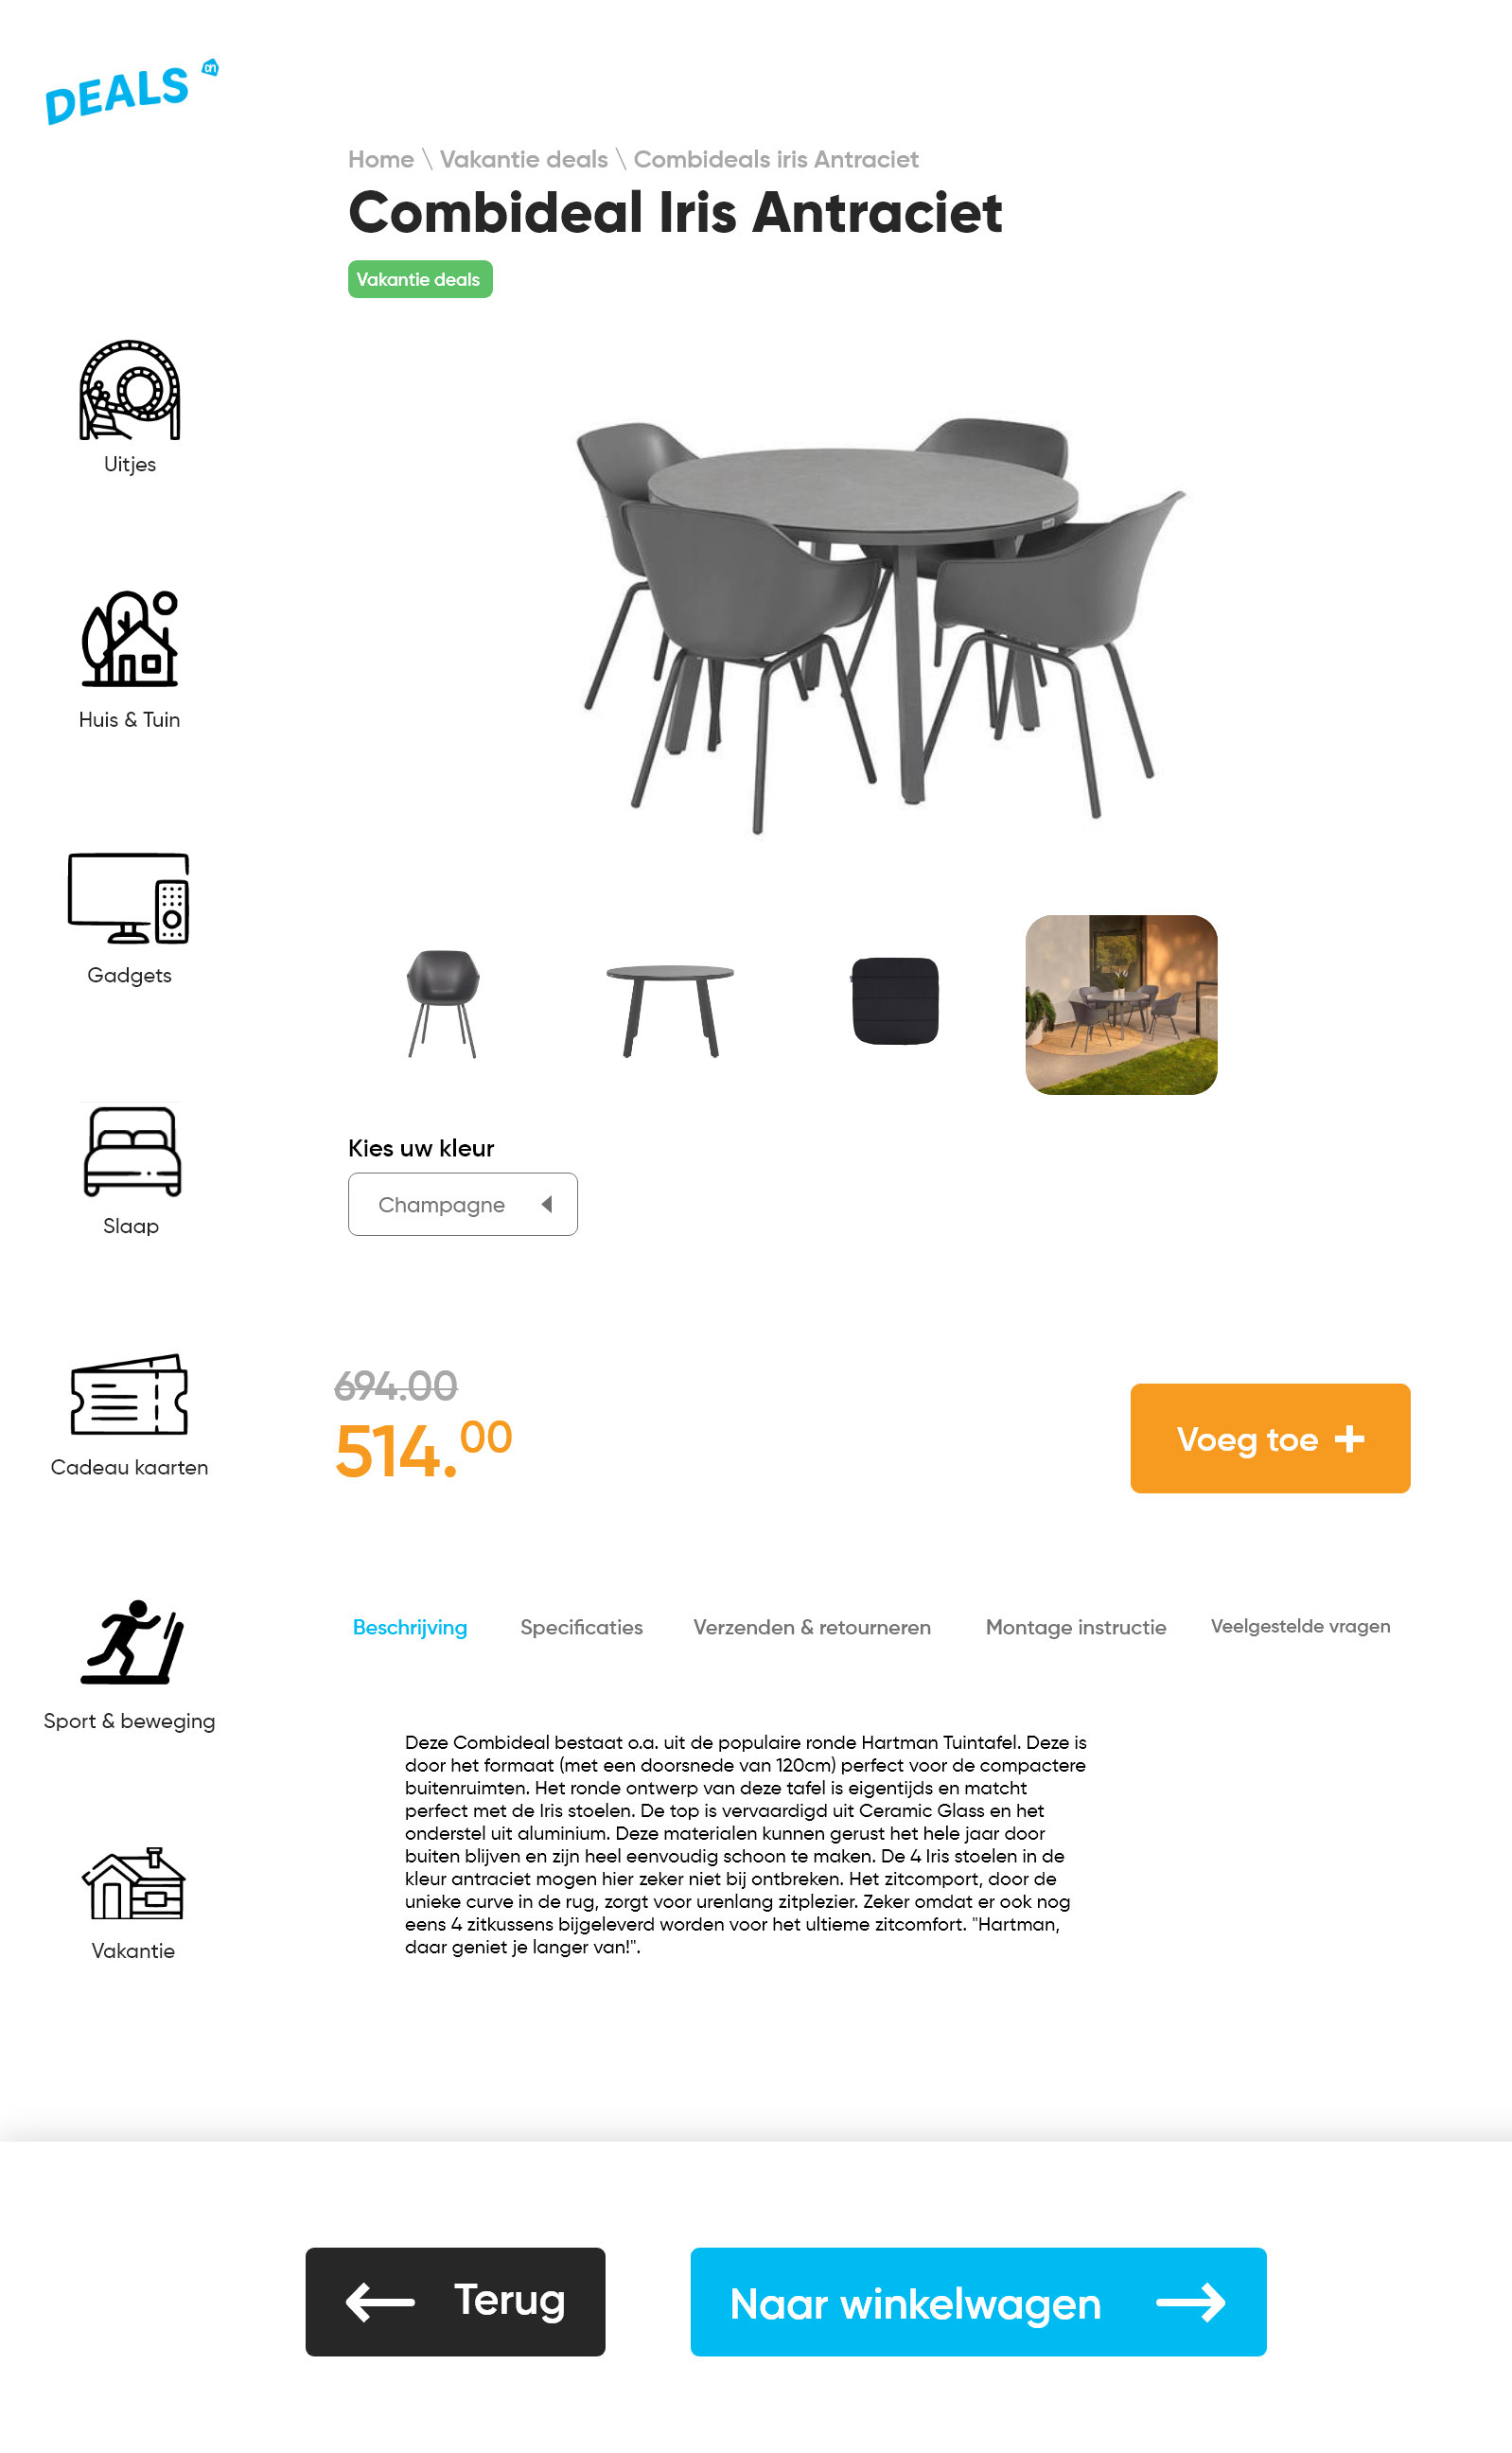 DEALS
ah
Home \ Vakantie deals \ Combideals iris Antraciet
Combideal Iris Antraciet
Vakantie deals
Uitjes
Huis & Tuin
Gadgets
Slaap
Cadeau kaarten
Sport & beweging
Vakantie
Kies uw kleur
Champagne
694.00
514.00
Voeg toe +
Beschrijving Specificaties Verzenden & retourneren Montage instructie Veelgestelde vragen
Deze Combideal bestaat o.a. uit de populaire ronde Hartman Tuintafel. Deze is
door het formaat (met een doorsnede van 120cm) perfect voor de compactere
buitenruimten. Het ronde ontwerp van deze tafel is eigentijds en matcht
perfect met de Iris stoelen. De top is vervaardigd uit Ceramic Glass en het
onderstel uit aluminium. Deze materialen kunnen gerust het hele jaar door
buiten blijven en zijn heel eenvoudig schoon te maken. De 4 Iris stoelen in de
kleur antraciet mogen hier zeker niet bij ontbreken. Het zitcomport, door de
unieke curve in de rug, zorgt voor urenlang zitplezier. Zeker omdat er ook nog
eens 4 zitkussens bijgeleverd worden voor het ultieme zitcomfort. "Hartman,
daar geniet je langer van!".
Terug
Naar winkelwagen